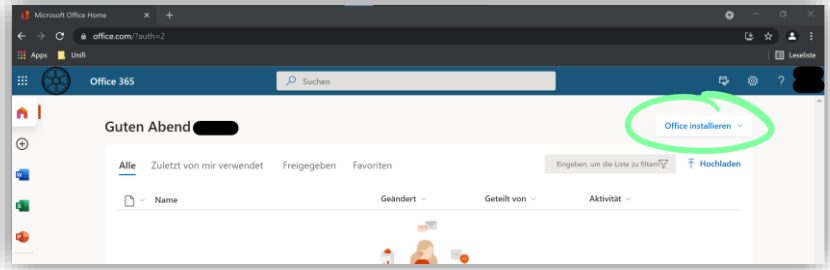 Microsoft Office Home
office.com/?auth=2
Apps Unifi Leseliste
Office 365 Suchen ?
Guten Abend Office installieren
Alle Zuletzt von mir verwendet Freigegeben Favoriten Eingeben, um die Liste zu filtern Hochladen
Name Geändert Geteilt von Aktivität